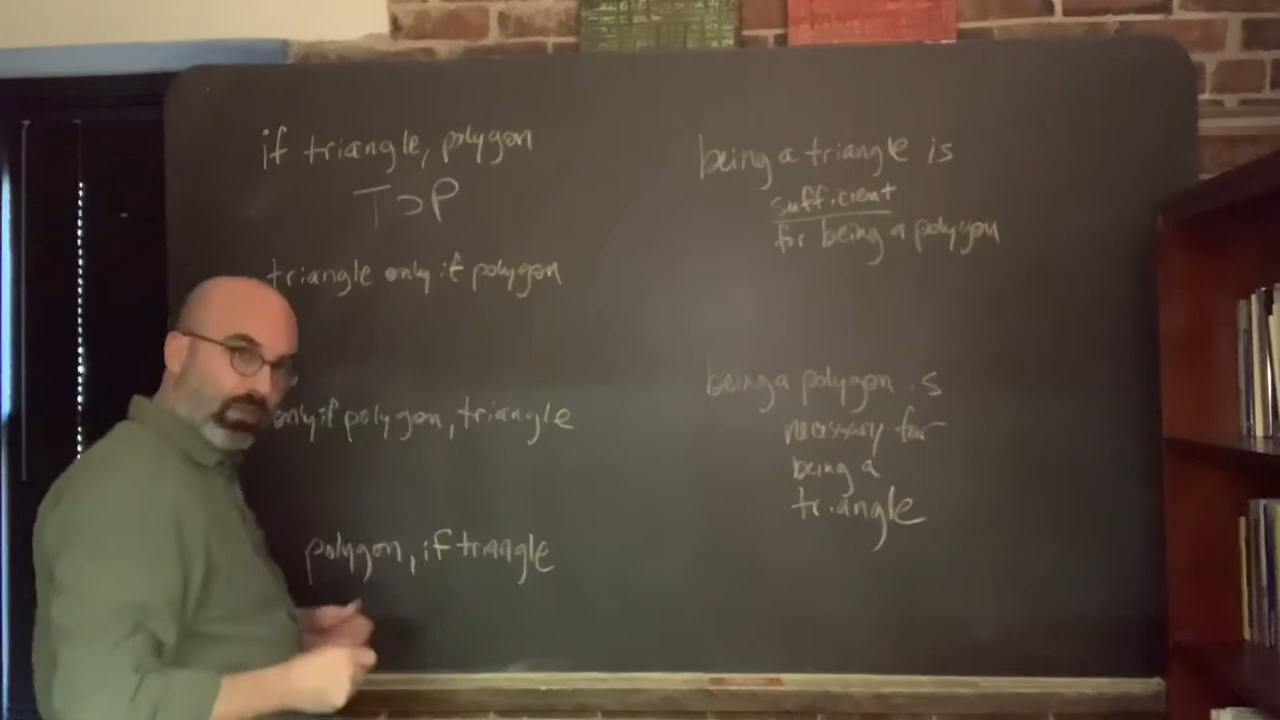 if triangle, polygon
T⊃P
triangle only if polygon
only if polygon, triangle
polygon, if trangle
being a triangle is
sufficient
for being a polygon
being a polygon is
necessary for
being a
triangle